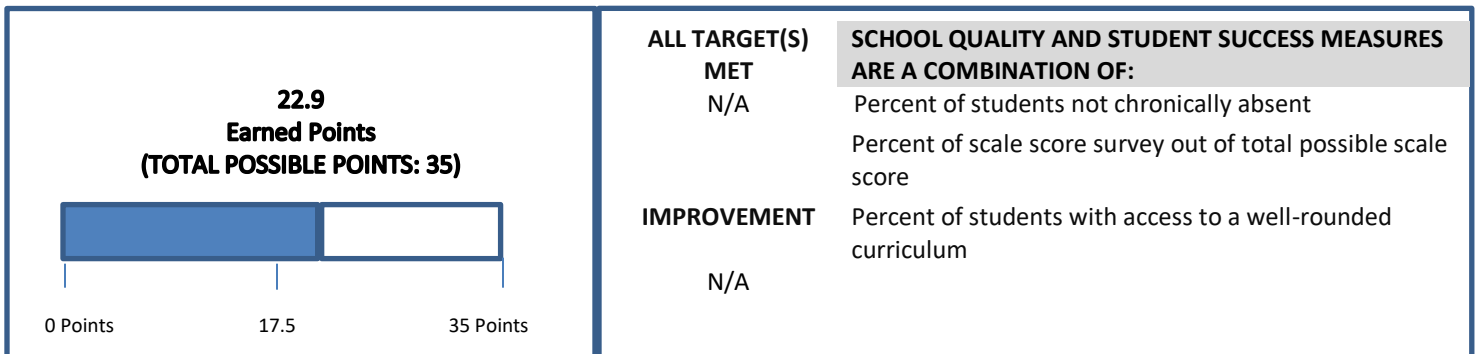 22.9
Earned Points
(TOTAL POSSIBLE POINTS: 35)
0 Points
17.5
35 Points
ALL TARGET(S)
MET
N/A
IMPROVEMENT
N/A
SCHOOL QUALITY AND STUDENT SUCCESS MEASURES
ARE A COMBINATION OF:
Percent of students not chronically absent
Percent of scale score survey out of total possible scale
score
Percent of students with access to a well-rounded
curriculum